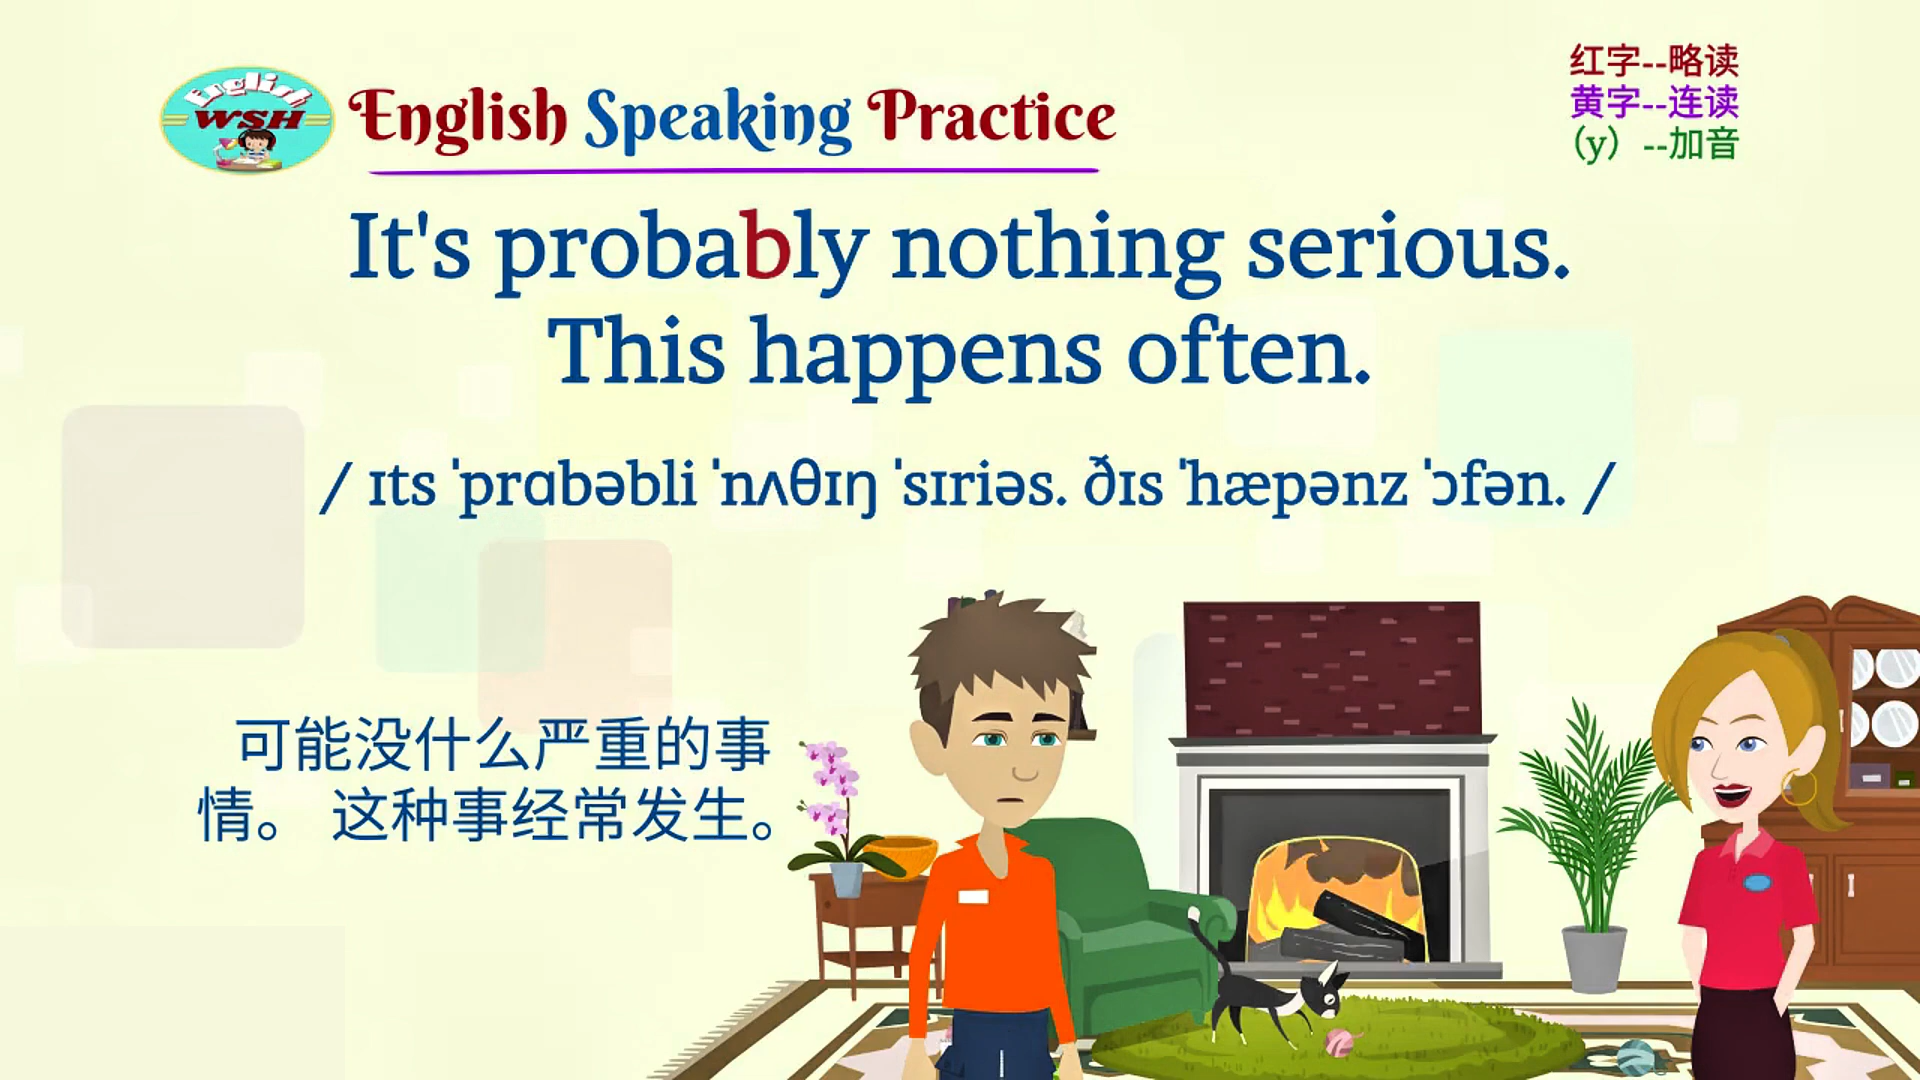 English
WSH
English Speaking Practice
红字--略读
黄字--连读
（y）--加音
It's probably nothing serious.
This happens often.
/ ɪts ˈprɑbəbli ˈnʌθɪŋ ˈsɪriəs. ðɪs ˈhæpənz ˈɔfən. /
可能没什么严重的事
情。 这种事经常发生。